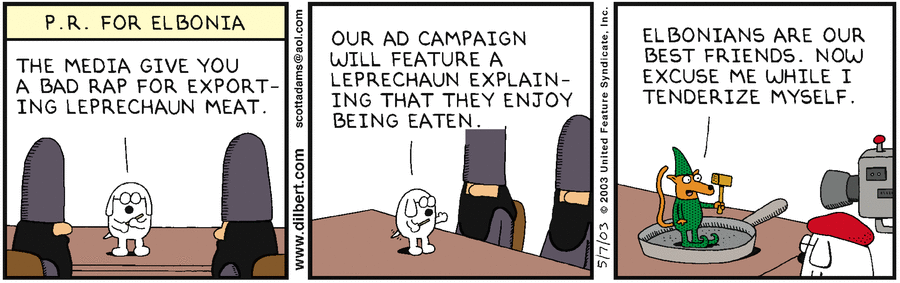 P.R. FOR ELBONIA
THE MEDIA GIVE YOU
A BAD RAP FOR EXPORT-
ING LEPRECHAUN MEAT.
www.dilbert.com scottadams@aol.com
OUR AD CAMPAIGN
WILL FEATURE A
LEPRECHAUN EXPLAIN-
ING THAT THEY ENJOY
BEING EATEN.
5/7/03 © 2003 United Feature Syndicate, Inc.
ELBONIANS ARE OUR
BEST FRIENDS. NOW
EXCUSE ME WHILE I
TENDERIZE MYSELF.